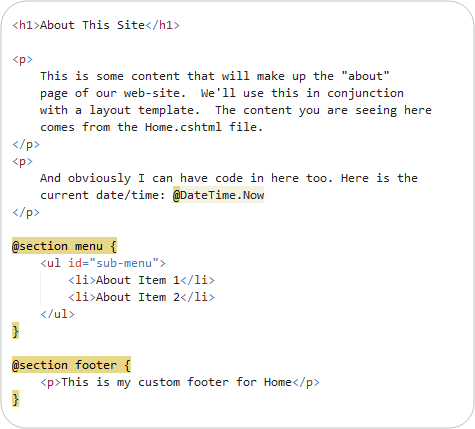 <h1>About This Site</h1>
<p>
This is some content that will make up the "about"
page of our web-site.  We'll use this in conjunction
with a layout template.  The content you are seeing here
comes from the Home.cshtml file.
</p>
<p>
And obviously I can have code in here too. Here is the
current date/time: @DateTime.Now
</p>
@section menu {
<ul id="sub-menu">
<li>About Item 1</li>
<li>About Item 2</li>
</ul>
}
@section footer {
<p>This is my custom footer for Home</p>
}